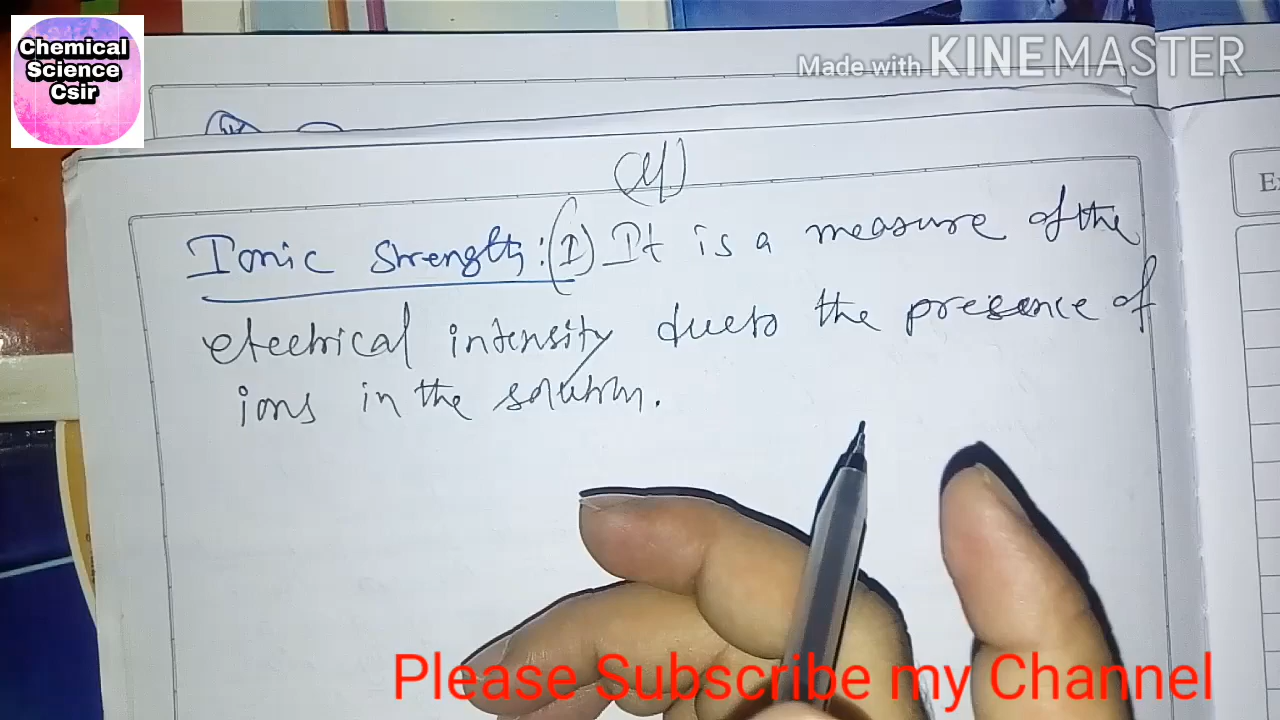 Chemical
Science
Csir
Made with KINEMASTER
(μ)
Ionic Strength:(I) It is a measure of the
electrical intensity due to the presence of
ions in the solution.
Please Subscribe my Channel